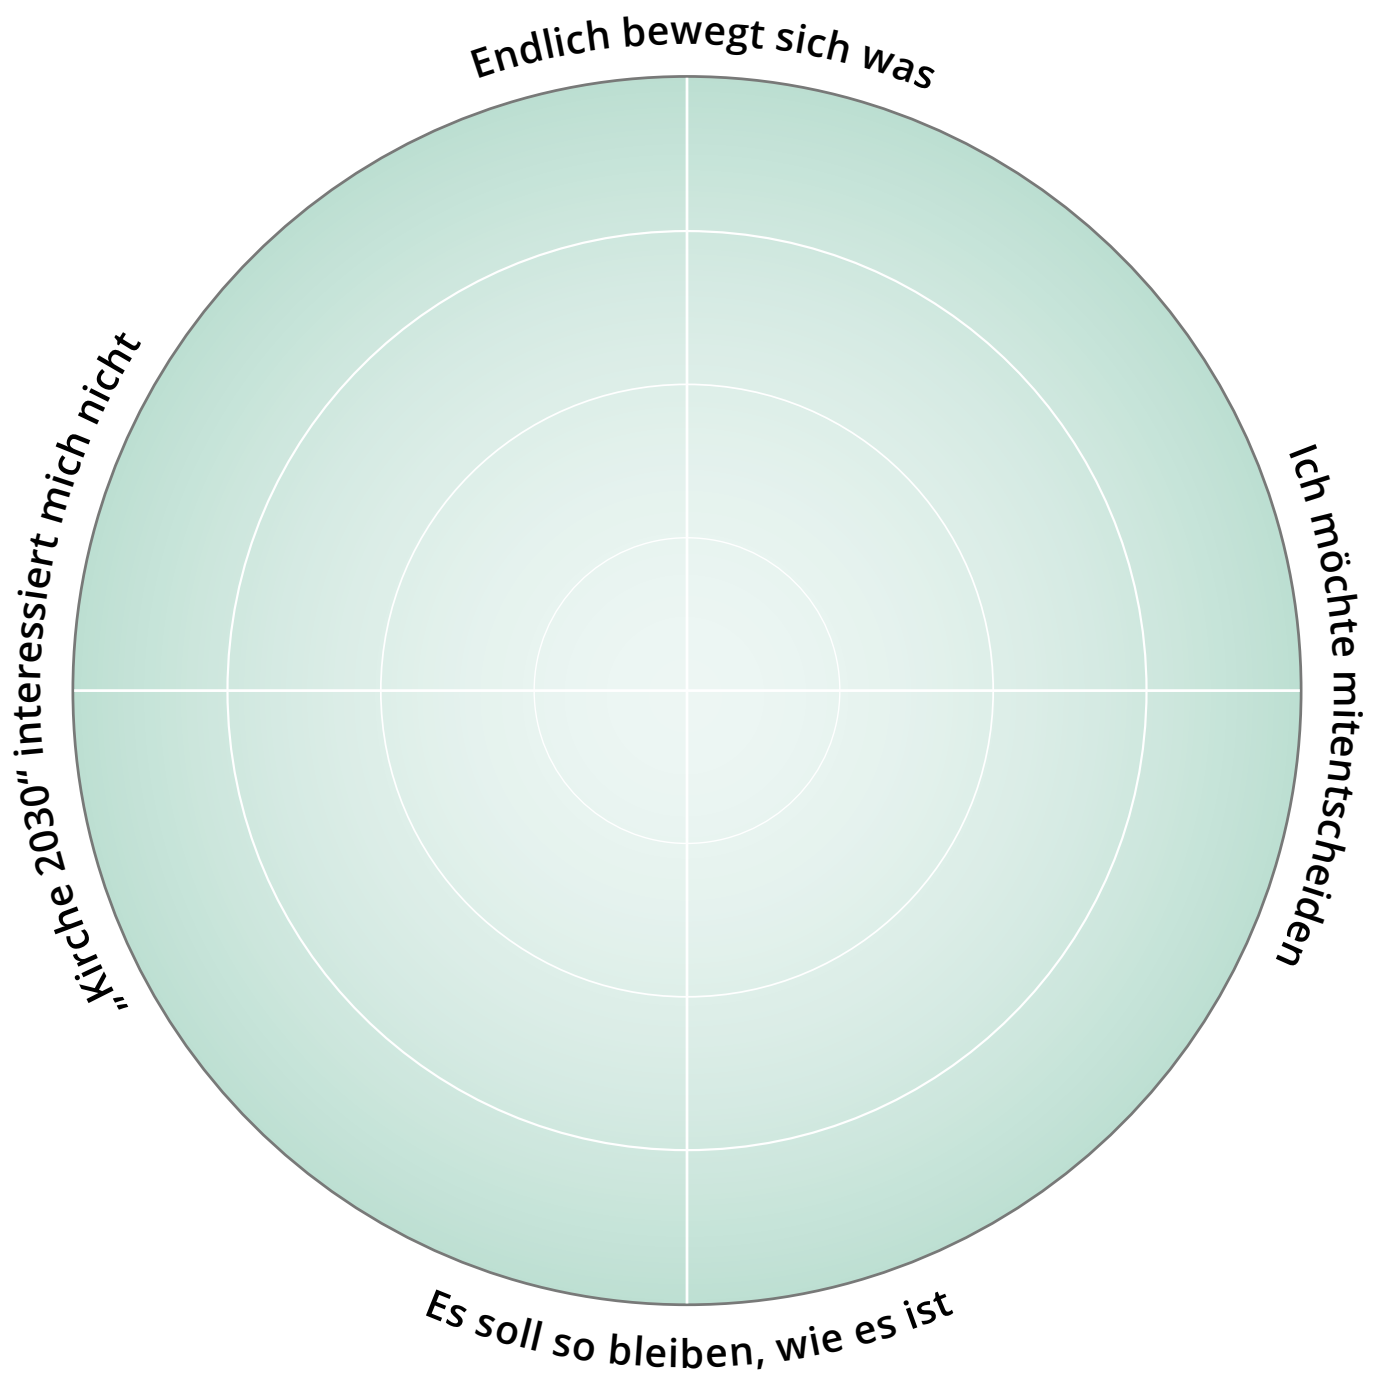 Endlich bewegt sich was
„Kirche 2030“ interessiert mich nicht
Ich möchte mitentscheiden
Es soll so bleiben, wie es ist